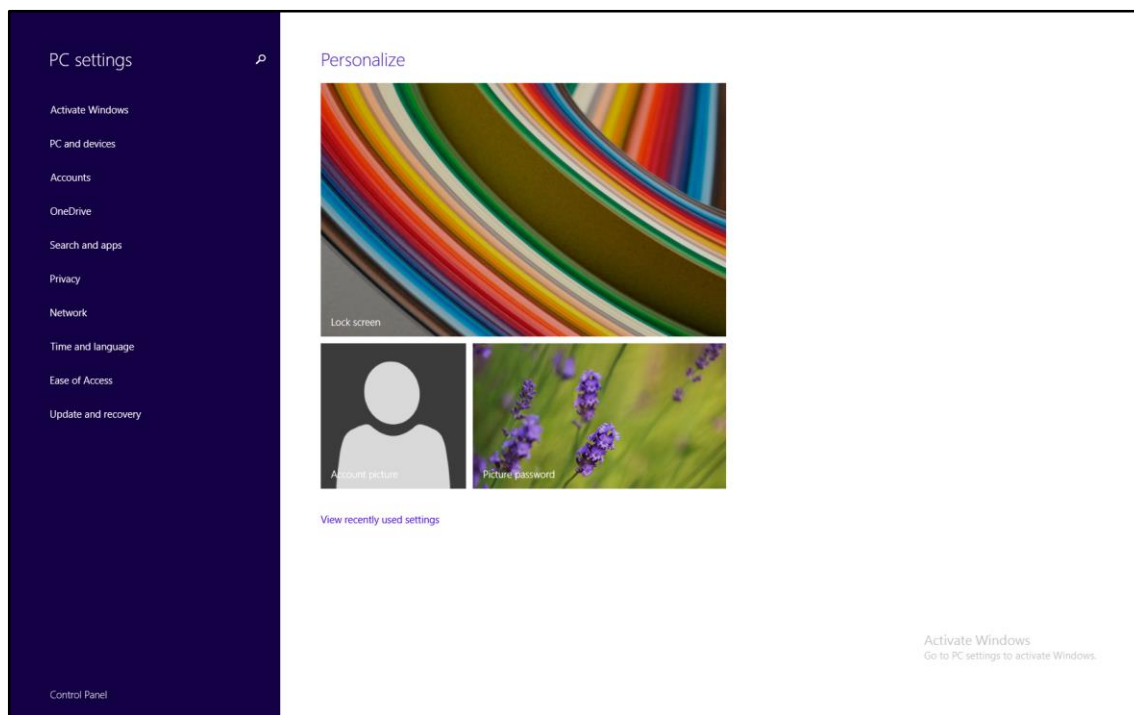 PC settings
Activate Windows
PC and devices
Accounts
OneDrive
Search and apps
Privacy
Network
Time and language
Ease of Access
Update and recovery
Control Panel
Personalize
Lock screen
Account picture
Picture password
View recently used settings
Activate Windows
Go to PC settings to activate Windows.